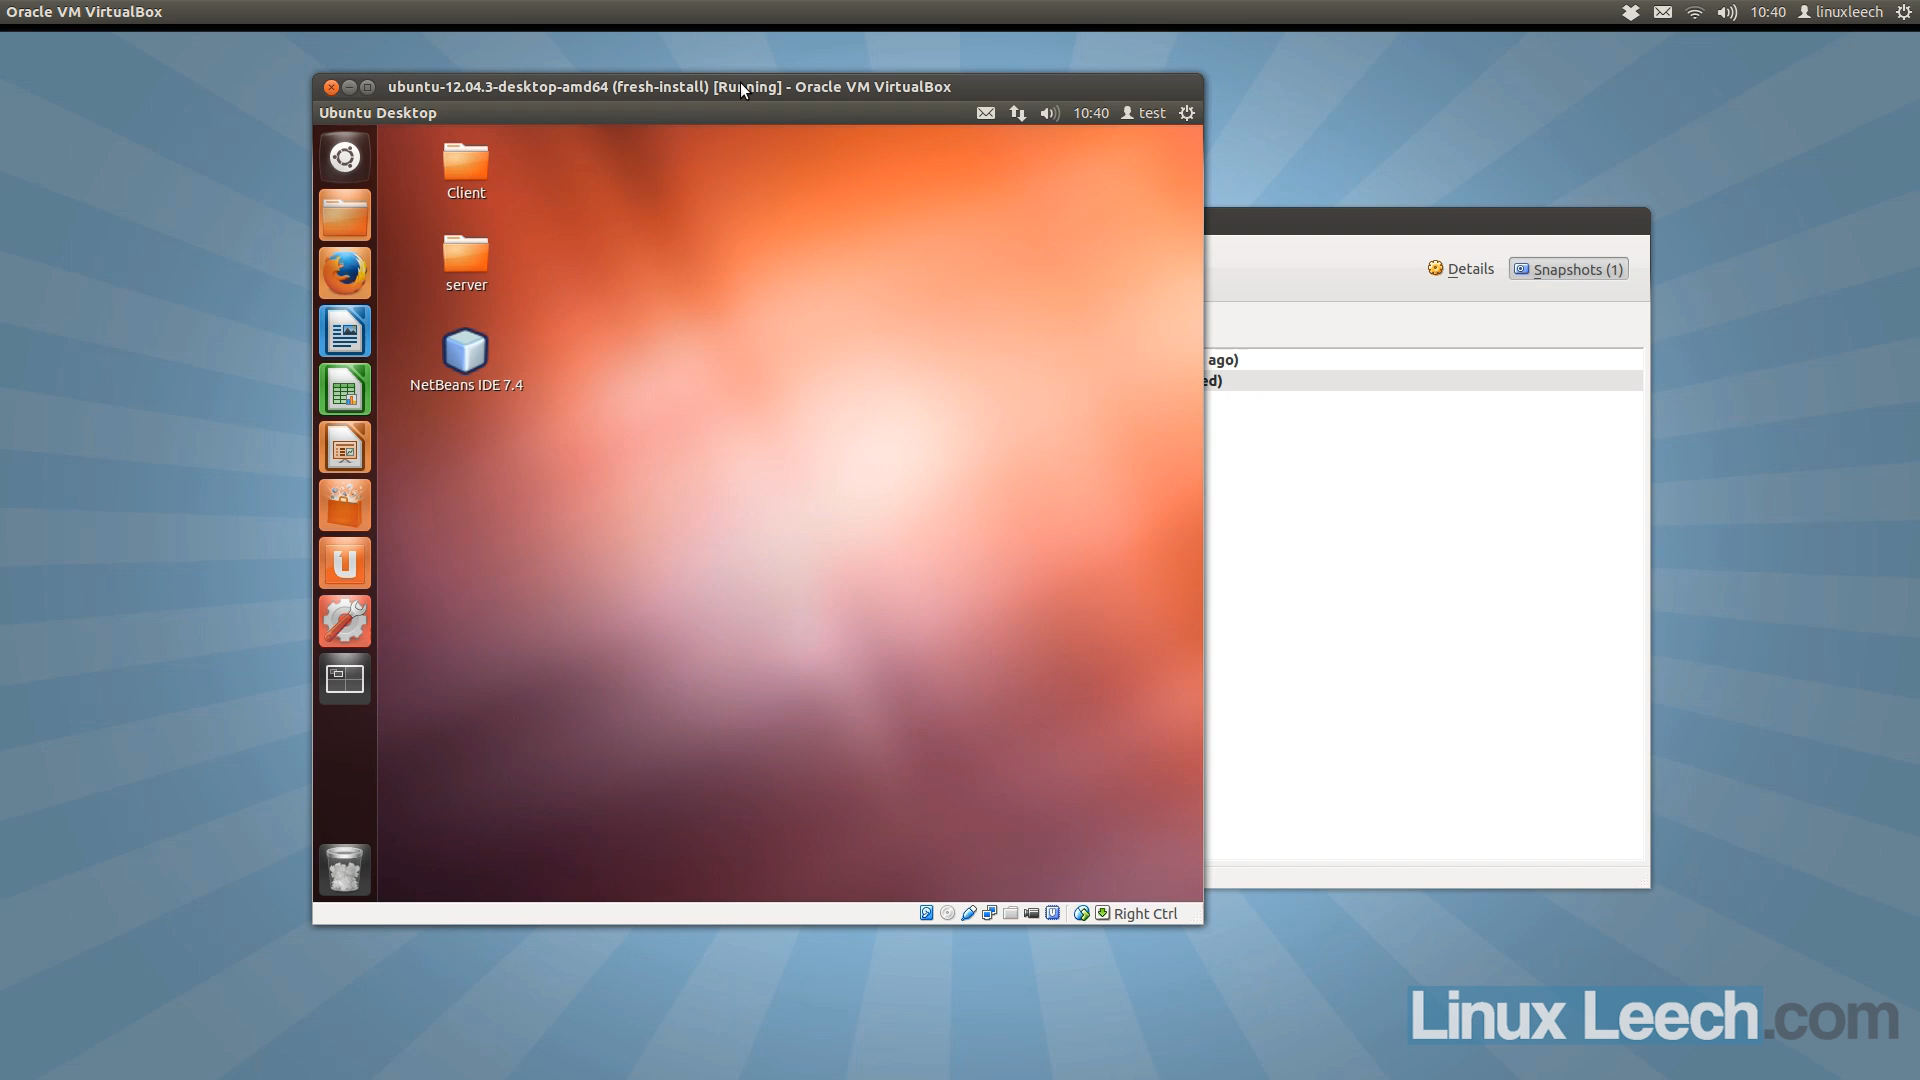 Oracle VM VirtualBox
10:40 linuxleech
ubuntu-12.04.3-desktop-amd64 (fresh-install) [Running] - Oracle VM VirtualBox
Ubuntu Desktop
10:40 test
Client
server
NetBeans IDE 7.4
Details Snapshots (1)
ago)
ed)
Right Ctrl
Linux Leech.com